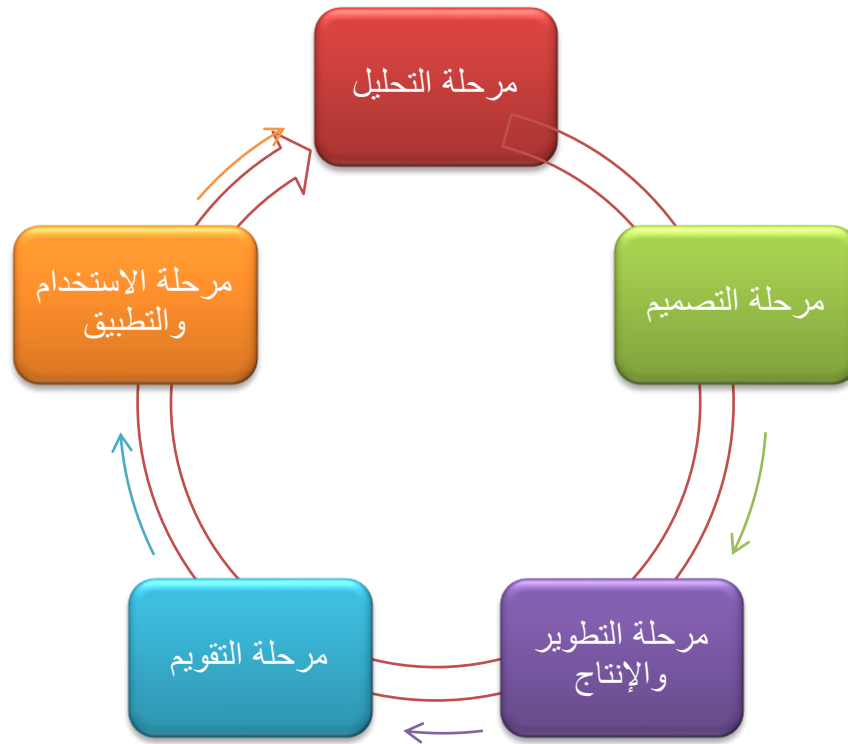 مرحلة التحليل
مرحلة التصميم
مرحلة التطوير
والإنتاج
مرحلة التقويم
مرحلة الاستخدام
والتطبيق